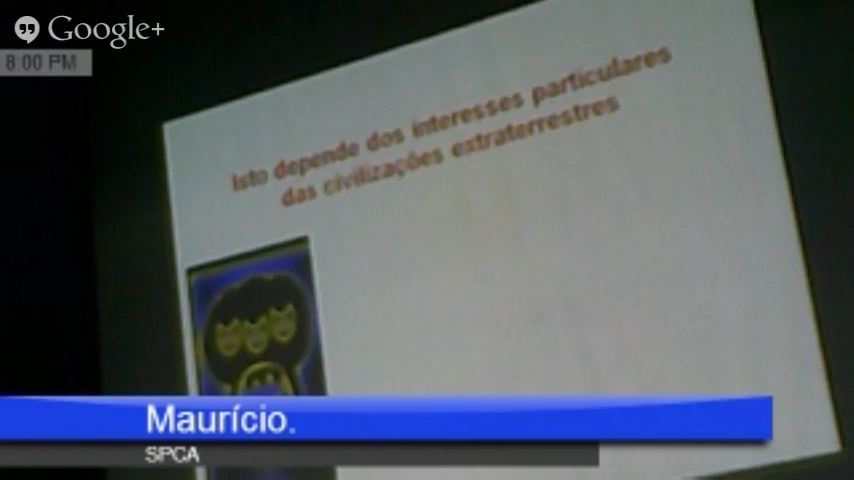 Google+
8:00 PM
Isto depende dos interesses particulares
das civilizações extraterrestres
Maurício.
SPCA